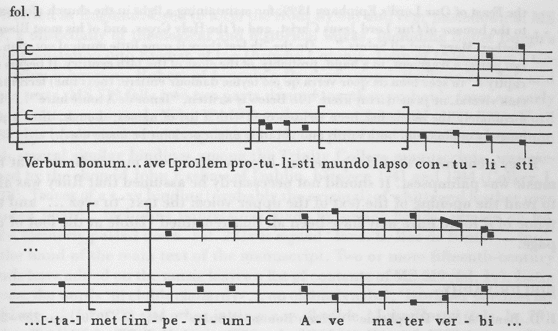 fol. 1
Verbum bonum...ave [pro]lem pro-tu-li-sti mundo lapso con-tu-li-sti
...
...[-ta-] met [im-pe-ri-um] A-ve ma-ter ver bi ...